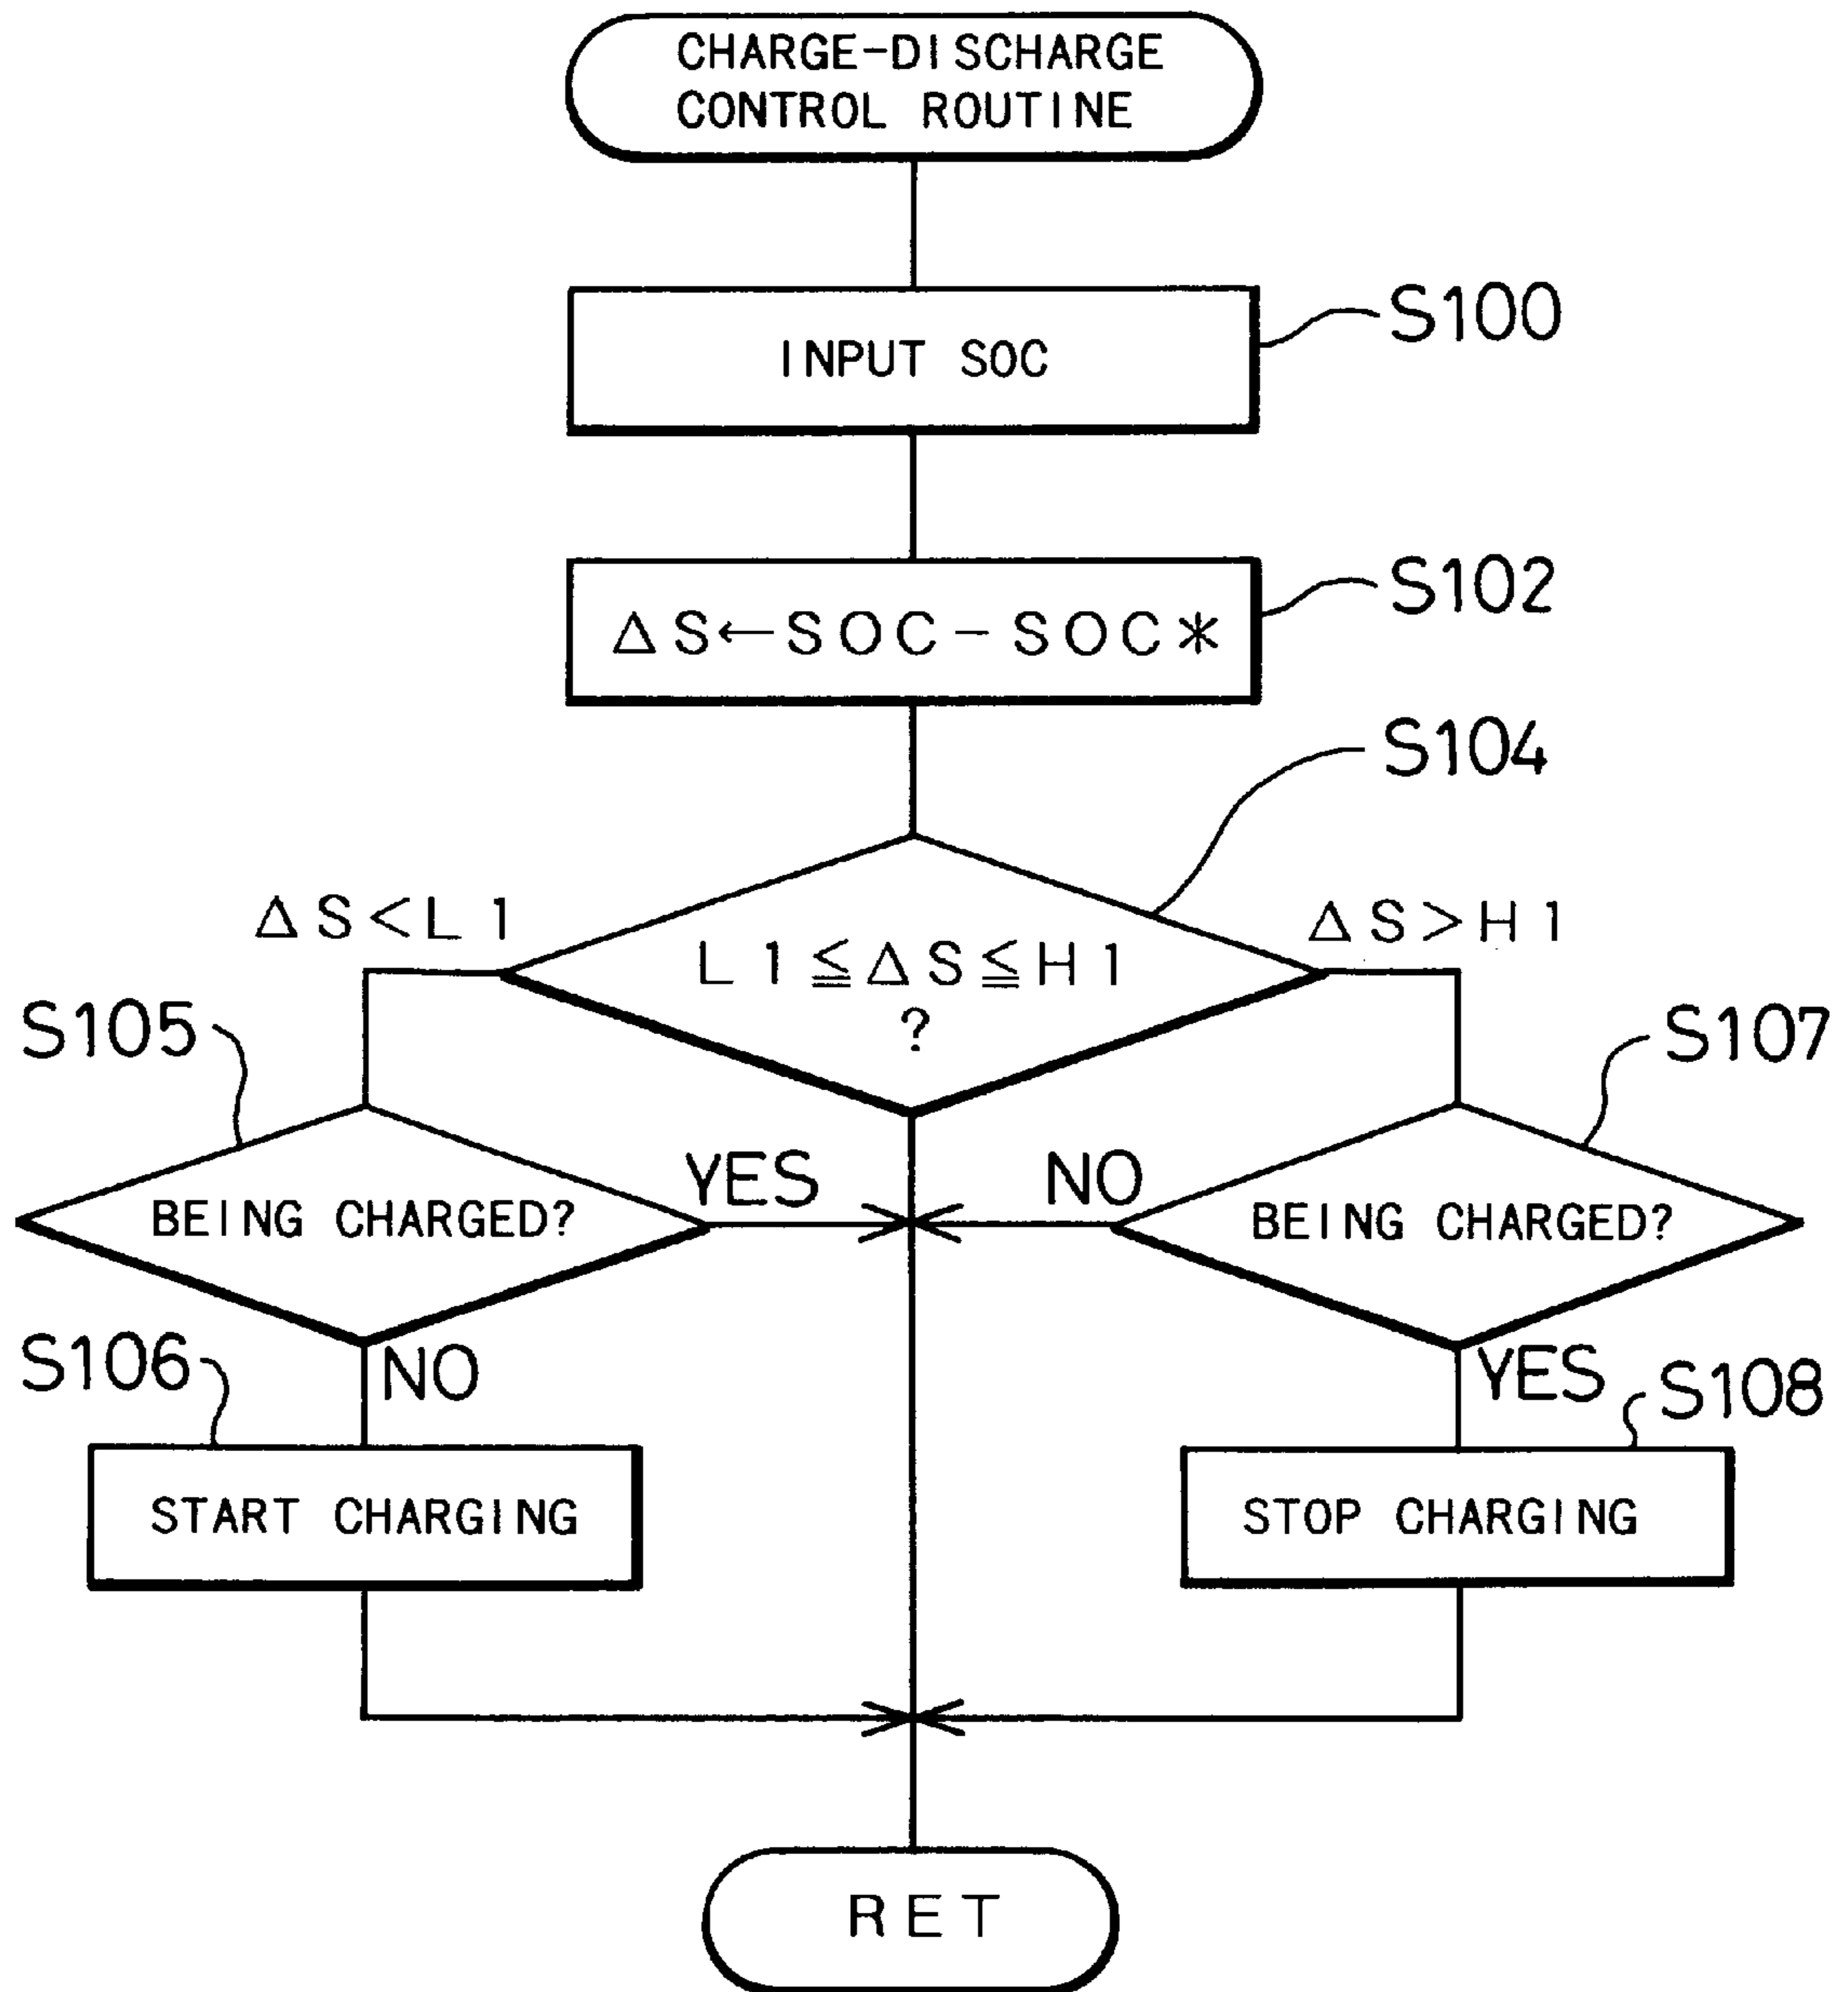 CHARGE-DISCHARGE
CONTROL ROUTINE
INPUT SOC
S100
ΔS←SOC-SOC*
S102
S104
ΔS<L1
L1≦ΔS≦H1
?
ΔS>H1
S105
S107
BEING CHARGED?
YES
NO
BEING CHARGED?
S106
NO
YES
S108
START CHARGING
STOP CHARGING
RET